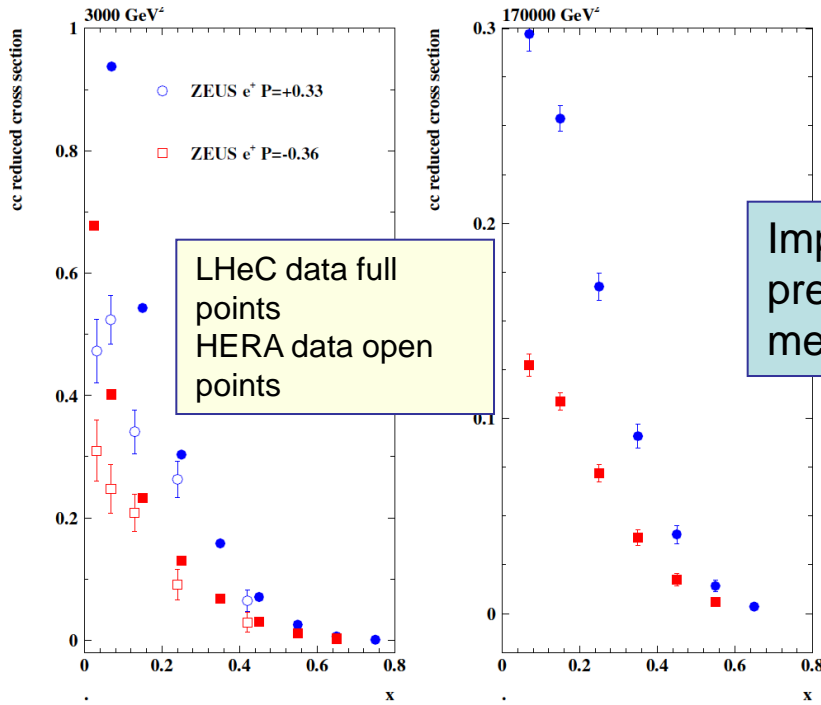 3000 GeV²
cc reduced cross section
1
0.8
0.6
0.4
0.2
0
0
0.2
0.4
0.6
0.8
.
x
ZEUS e⁺ P=+0.33
ZEUS e⁺ P=-0.36
LHeC data full
points
HERA data open
points
170000 GeV²
cc reduced cross section
0.3
0.2
0.1
0
0
0.2
0.4
0.6
0.8
.
x